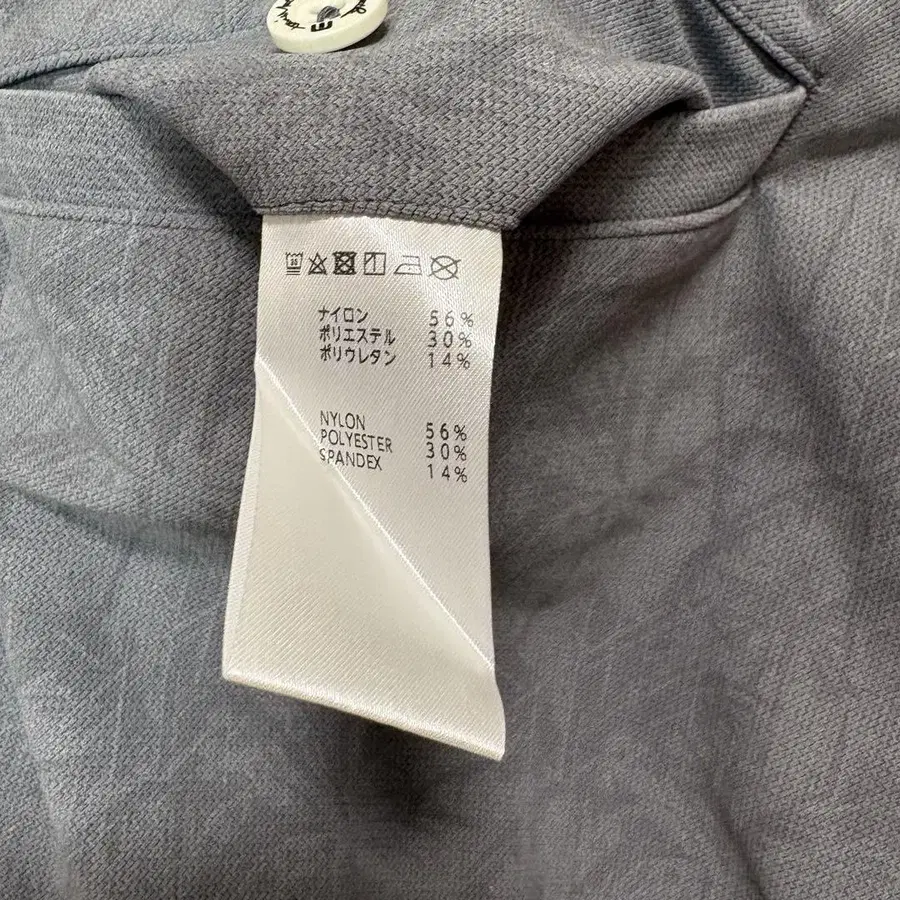 30
ナイロン 56%
ポリエステル 30%
ポリウレタン 14%
NYLON 56%
POLYESTER 30%
SPANDEX 14%